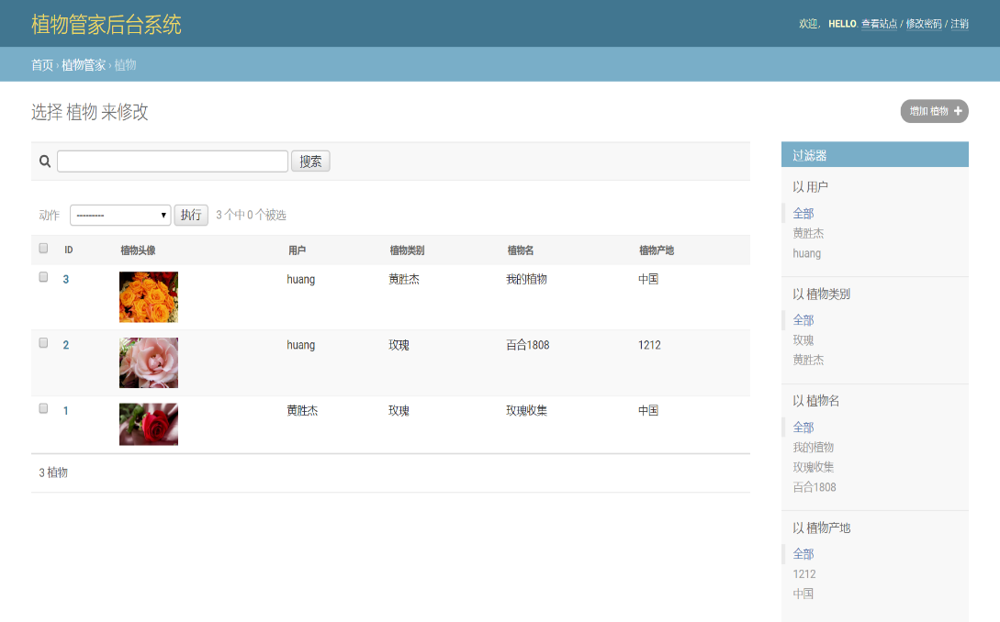 植物管家后台系统
欢迎， HELLO. 查看站点 / 修改密码 / 注销
首页 › 植物管家 › 植物
选择 植物 来修改
增加 植物
搜索
动作 --------- 执行 3 个中 0 个被选
ID 植物头像 用户 植物类别 植物名 植物产地
3 huang 黄胜杰 我的植物 中国
2 huang 玫瑰 百合1808 1212
1 黄胜杰 玫瑰 玫瑰收集 中国
3 植物
过滤器
以 用户
全部
黄胜杰
huang
以 植物类别
全部
玫瑰
黄胜杰
以 植物名
全部
我的植物
玫瑰收集
百合1808
以 植物产地
全部
1212
中国